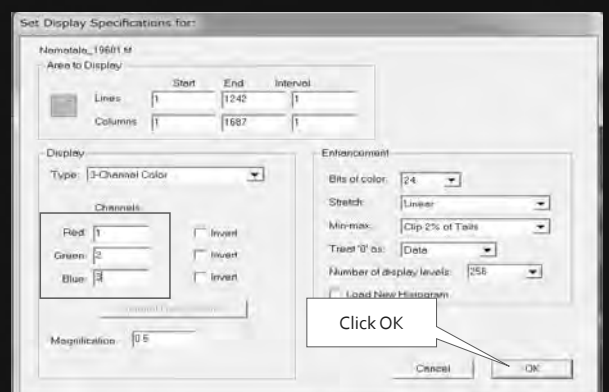 Set Display Specifications for:
Area to Display
Start End Interval
Lines 1 1242 1
Columns 1 1687 1
Display
Type: 3-Channel Color
Channels:
Red: 1 Invert
Green: 2 Invert
Blue: 3 Invert
Magnification: 0.5
Enhancement
Bits of color: 24
Stretch: Linear
Min-max: Clip 2% of Tails
Treat '0' as: Data
Number of display levels: 256
Load New Histogram
Click OK
Cancel OK